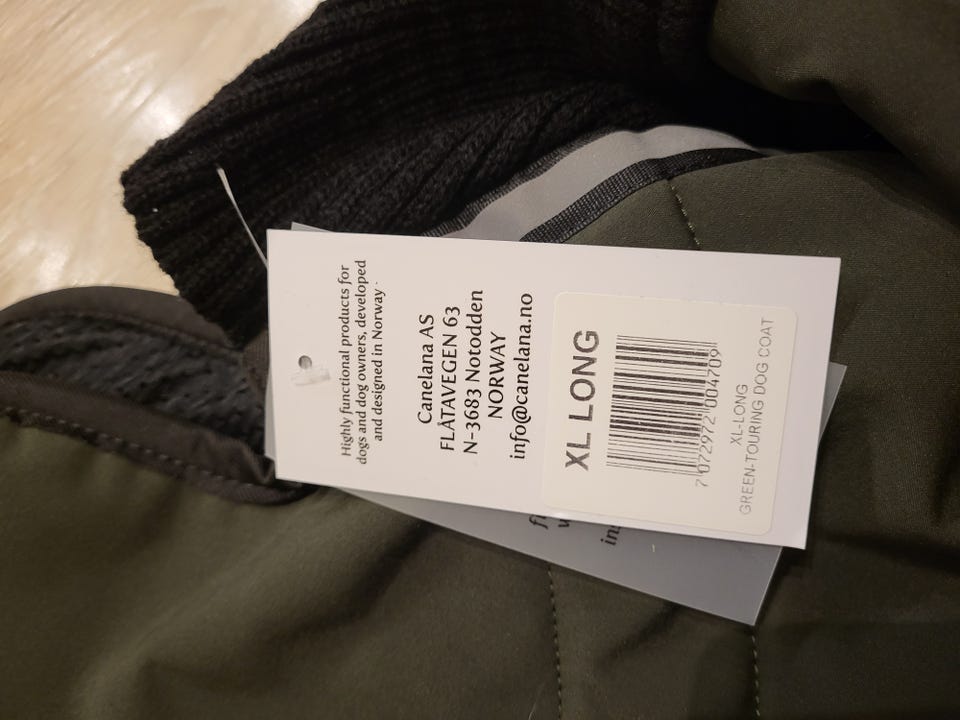 Highly functional products for
dogs and dog owners, developed
and designed in Norway
Canelana AS
FLÅTAVEGEN 63
N-3683 Notodden
NORWAY
info@canelana.no
XL LONG
7 072972 004709
XL-LONG
GREEN-TOURING DOG COAT